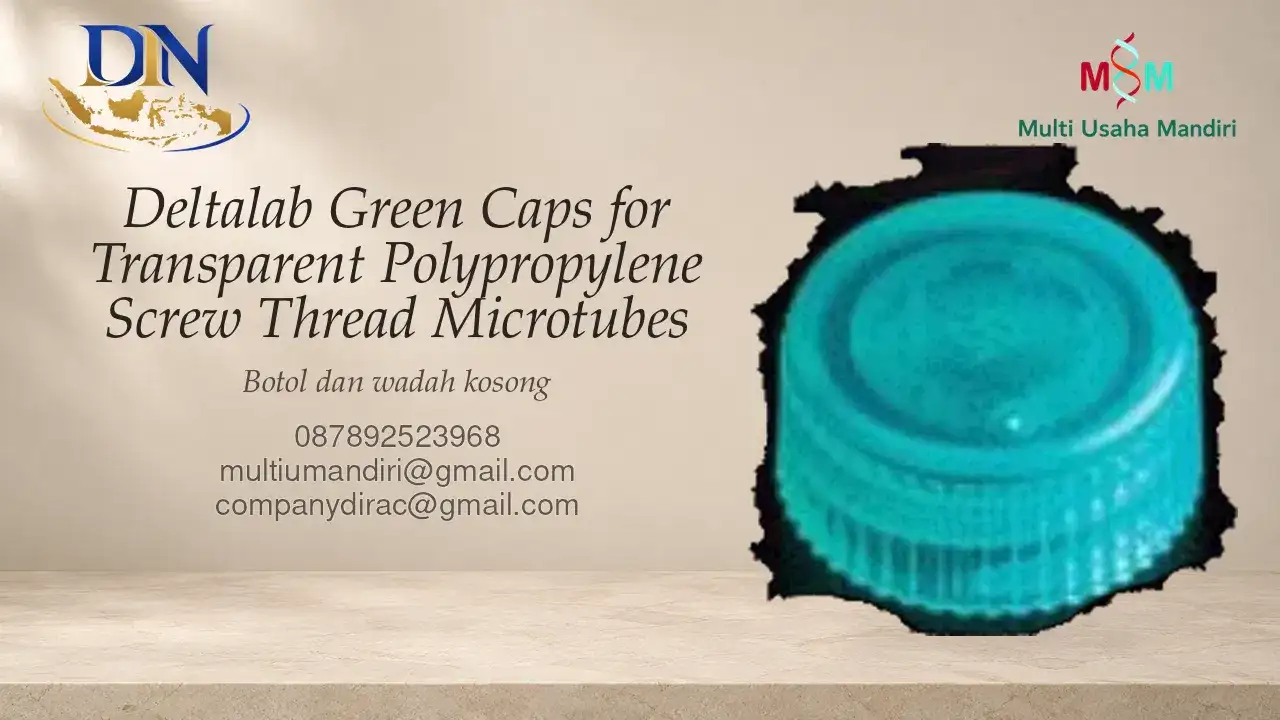 DN
M M
Multi Usaha Mandiri
Deltalab Green Caps for
Transparent Polypropylene
Screw Thread Microtubes
Botol dan wadah kosong
087892523968
multiumandiri@gmail.com
companydirac@gmail.com